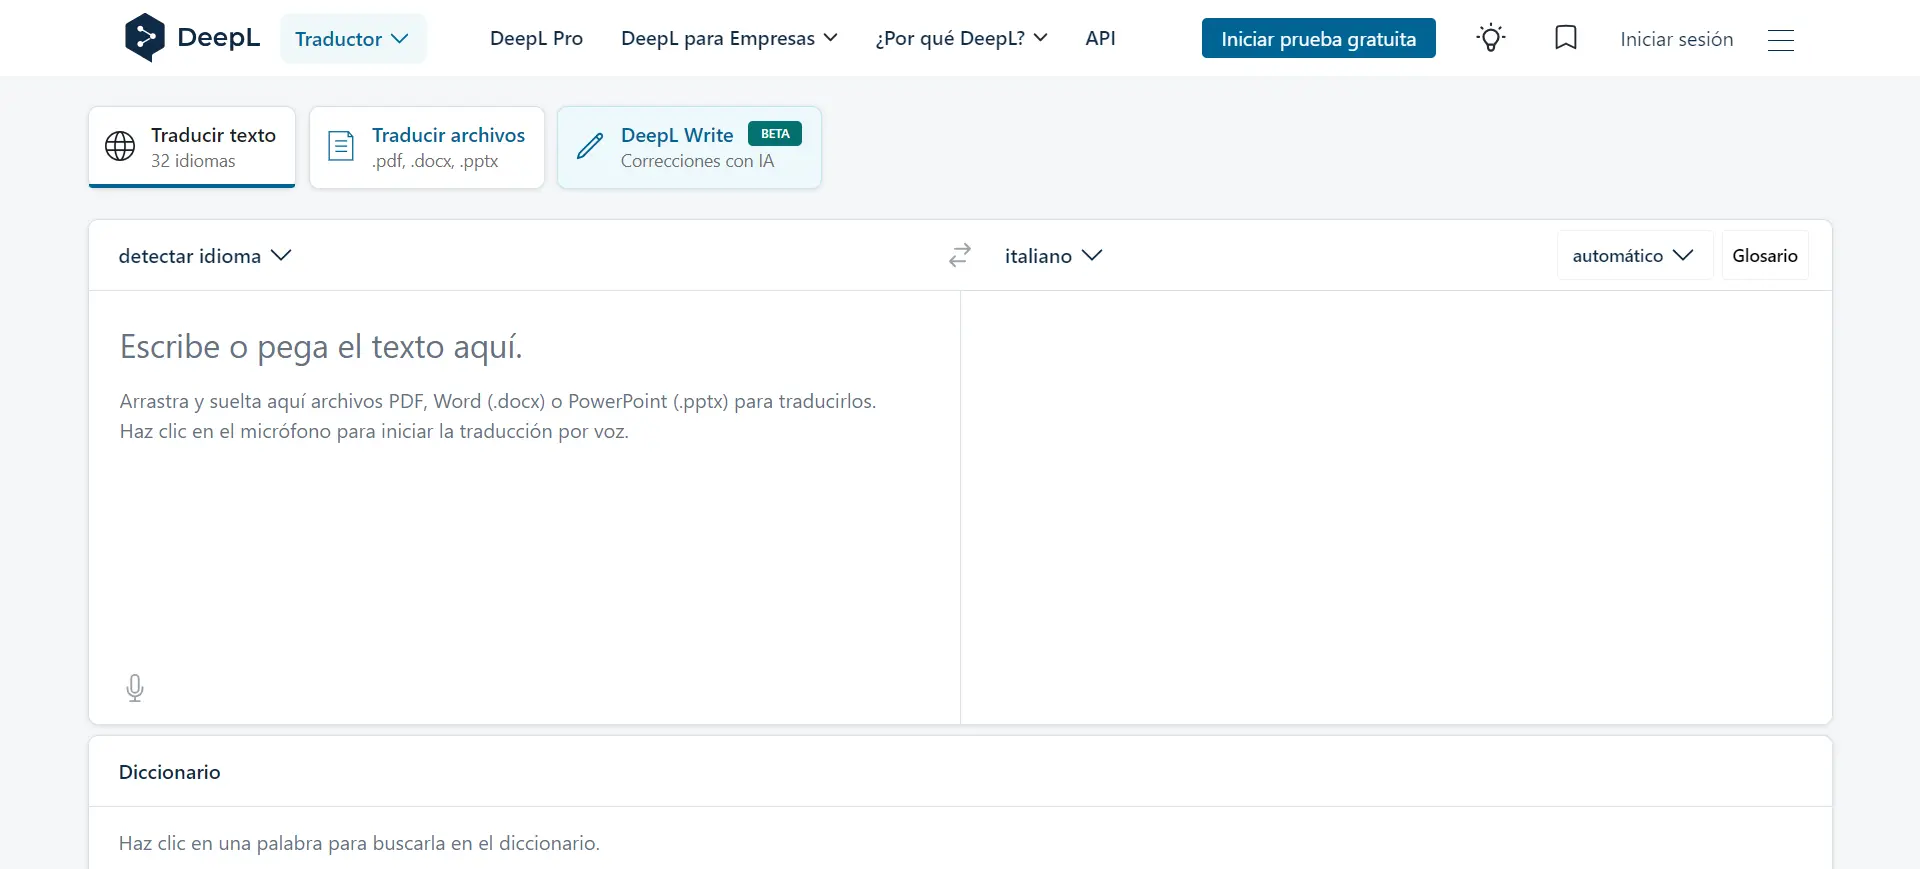 DeepL
Traductor
DeepL Pro
DeepL para Empresas
¿Por qué DeepL?
API
Iniciar prueba gratuita
Iniciar sesión
Traducir texto
32 idiomas
Traducir archivos
.pdf, .docx, .pptx
DeepL Write BETA
Correcciones con IA
detectar idioma
italiano
automático
Glosario
Escribe o pega el texto aquí.
Arrastra y suelta aquí archivos PDF, Word (.docx) o PowerPoint (.pptx) para traducirlos.
Haz clic en el micrófono para iniciar la traducción por voz.
Diccionario
Haz clic en una palabra para buscarla en el diccionario.